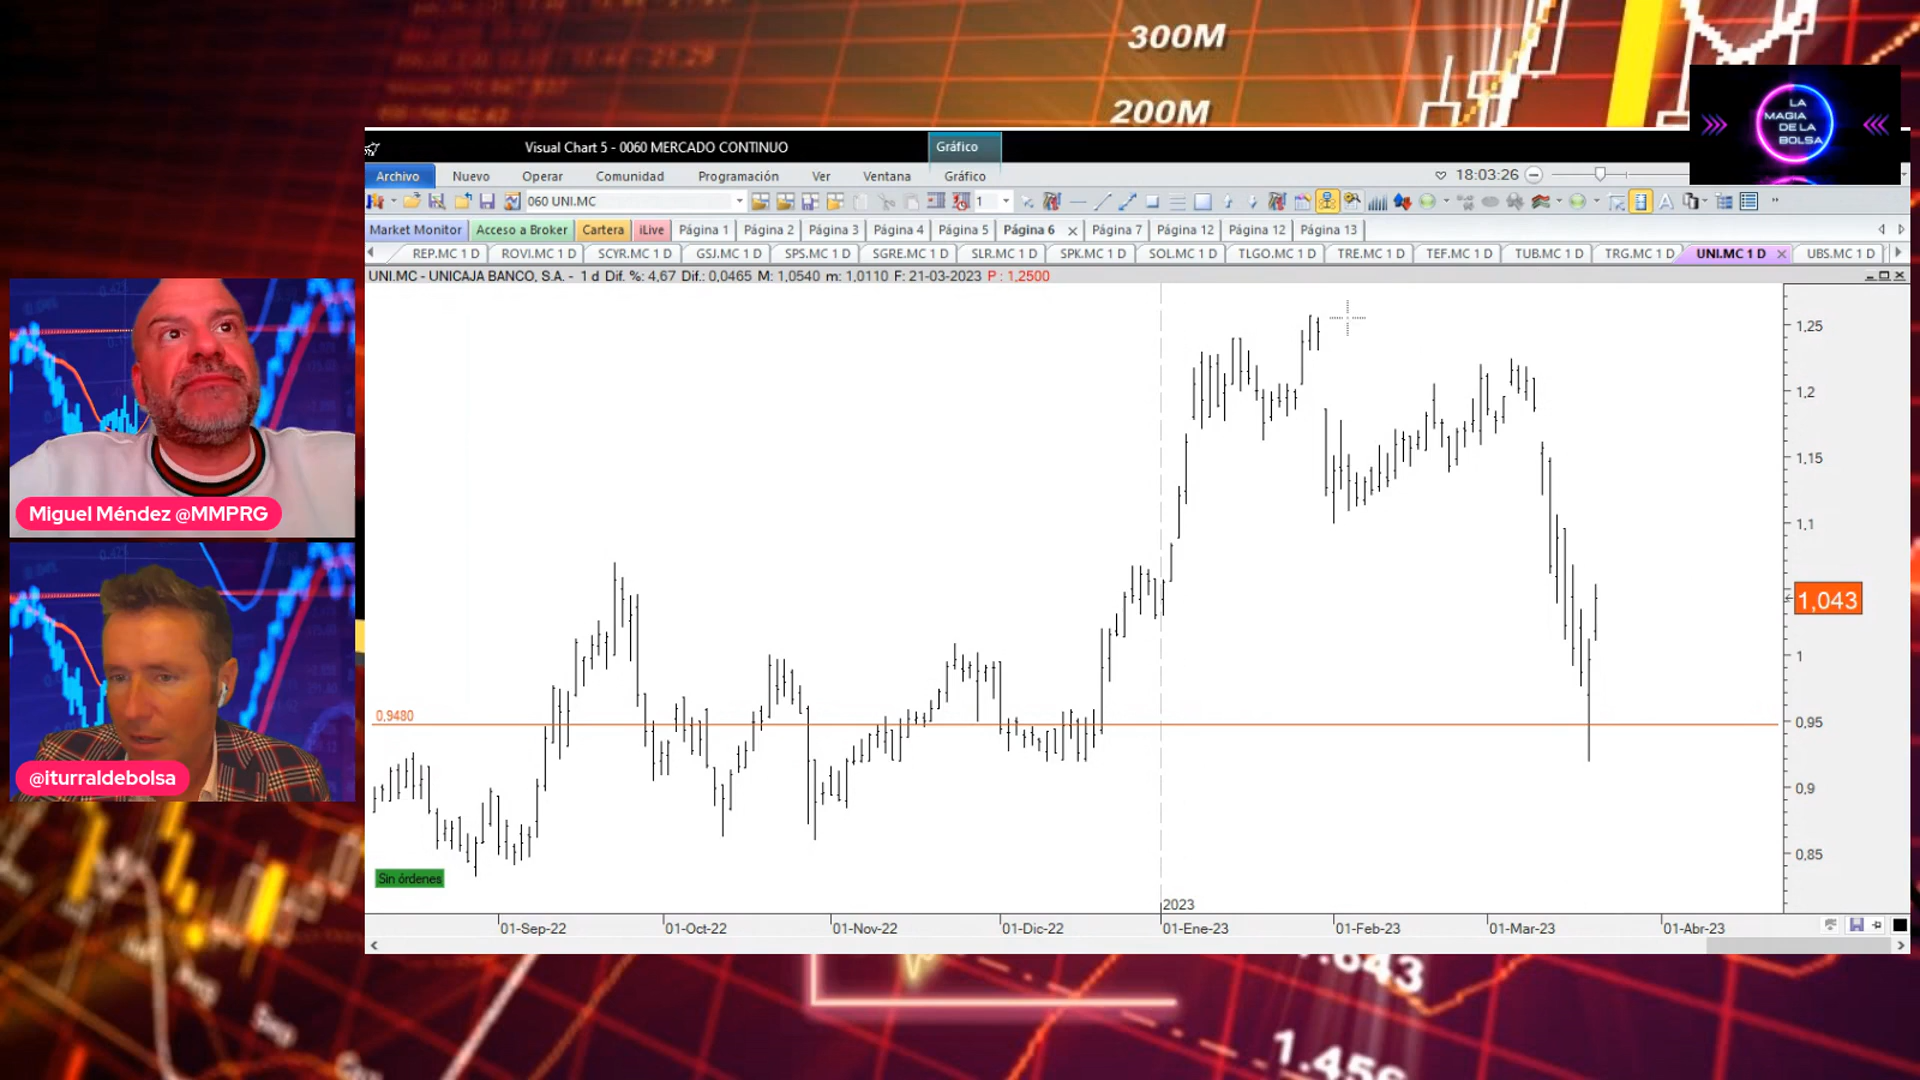 300M
200M
LA
MAGIA
DE LA
BOLSA
Visual Chart 5 - 0060 MERCADO CONTINUO
Gráfico
Archivo Nuevo Operar Comunidad Programación Ver Ventana Gráfico
18:03:26
060 UNI.MC
1
Market Monitor Acceso a Broker Cartera iLive Página 1 Página 2 Página 3 Página 4 Página 5 Página 6 Página 7 Página 12 Página 12 Página 13
REP.MC 1 D ROVI.MC 1 D SCYR.MC 1 D GSJ.MC 1 D SPS.MC 1 D SGRE.MC 1 D SLR.MC 1 D SPK.MC 1 D SOL.MC 1 D TLGO.MC 1 D TRE.MC 1 D TEF.MC 1 D TUB.MC 1 D TRG.MC 1 D UNI.MC 1 D UBS.MC 1 D
UNI.MC - UNICAJA BANCO, S.A. - 1 d Dif. %: 4,67 Dif.: 0,0465 M: 1,0540 m: 1,0110 F: 21-03-2023 P : 1,2500
1,25
1,2
1,15
1,1
1,043
1
0,9480
0,95
0,9
0,85
Miguel Méndez @MMPRG
@iturraldebolsa
Sin órdenes
2023
01-Sep-22 01-Oct-22 01-Nov-22 01-Dic-22 01-Ene-23 01-Feb-23 01-Mar-23 01-Abr-23
1.643
1.459